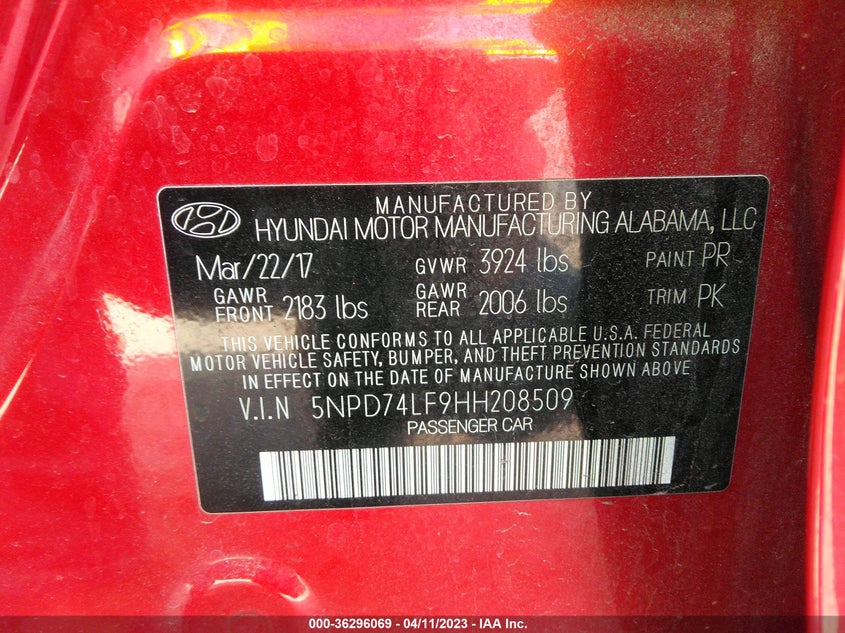 MANUFACTURED BY
HYUNDAI MOTOR MANUFACTURING ALABAMA, LLC
Mar/22/17 GVWR 3924 lbs PAINT PR
GAWR FRONT 2183 lbs GAWR REAR 2006 lbs TRIM PK
THIS VEHICLE CONFORMS TO ALL APPLICABLE U.S.A. FEDERAL
MOTOR VEHICLE SAFETY, BUMPER, AND THEFT PREVENTION STANDARDS
IN EFFECT ON THE DATE OF MANUFACTURE SHOWN ABOVE
V.I.N 5NPD74LF9HH208509
PASSENGER CAR
000-36296069 - 04/11/2023 - IAA Inc.